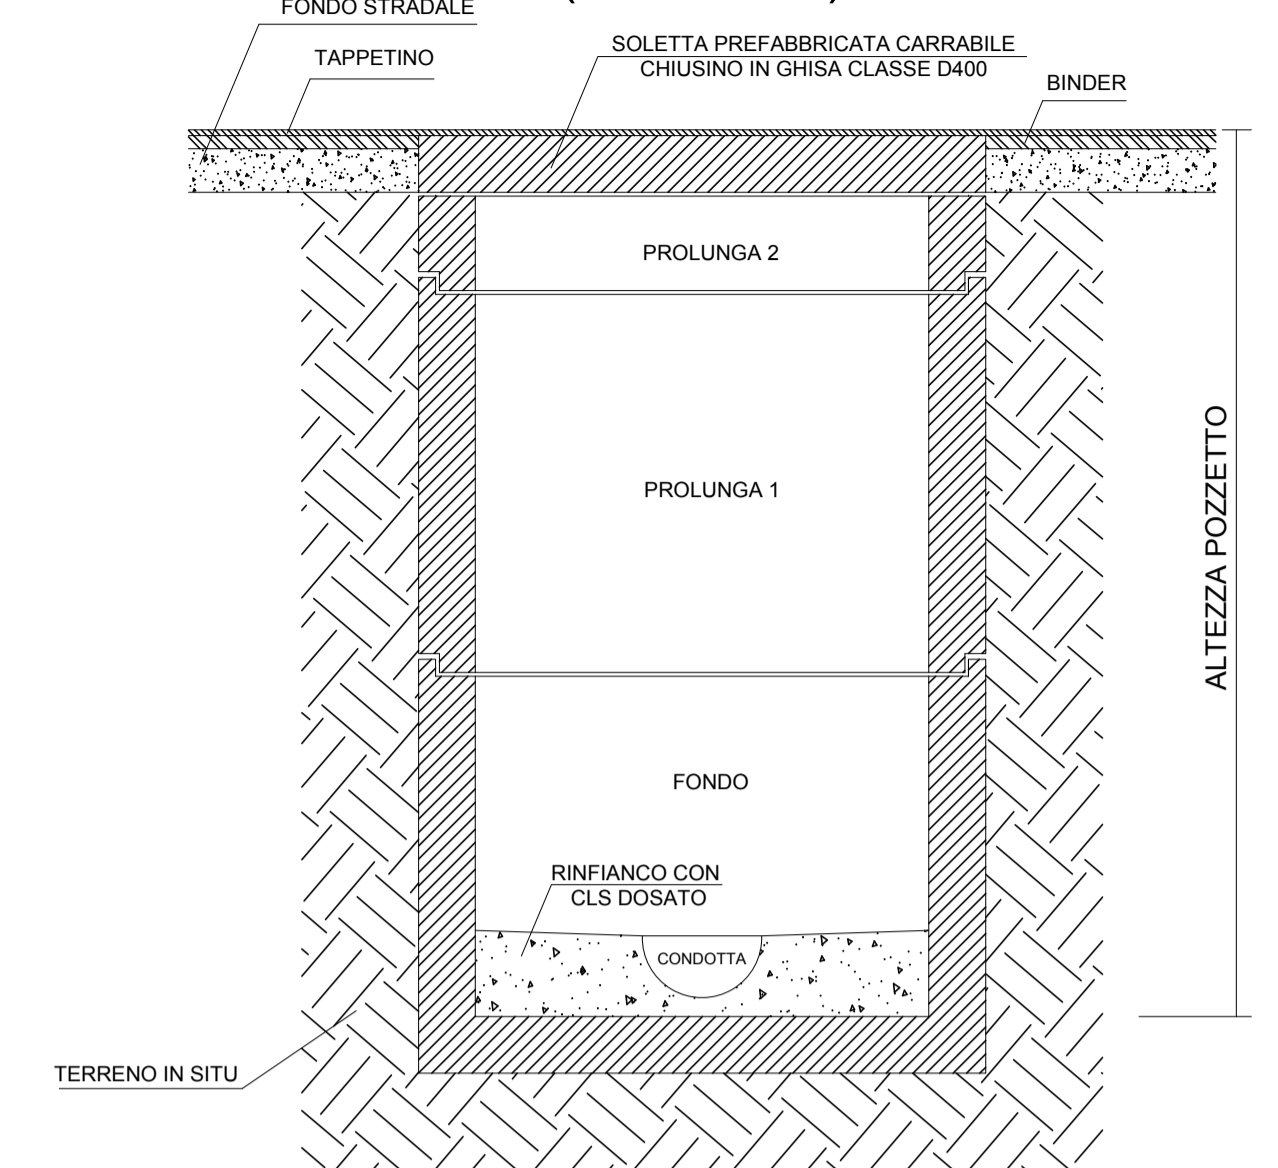 FONDO STRADALE
TAPPETINO
SOLETTA PREFABBRICATA CARRABILE
CHIUSINO IN GHISA CLASSE D400
BINDER
PROLUNGA 2
PROLUNGA 1
ALTEZZA POZZETTO
FONDO
RINFIANCO CON
CLS DOSATO
CONDOTTA
TERRENO IN SITU